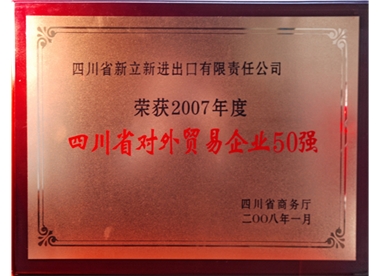 四川省新立新进出口有限责任公司
荣获2007年度
四川省对外贸易企业50强
四川省商务厅
二〇〇八年一月